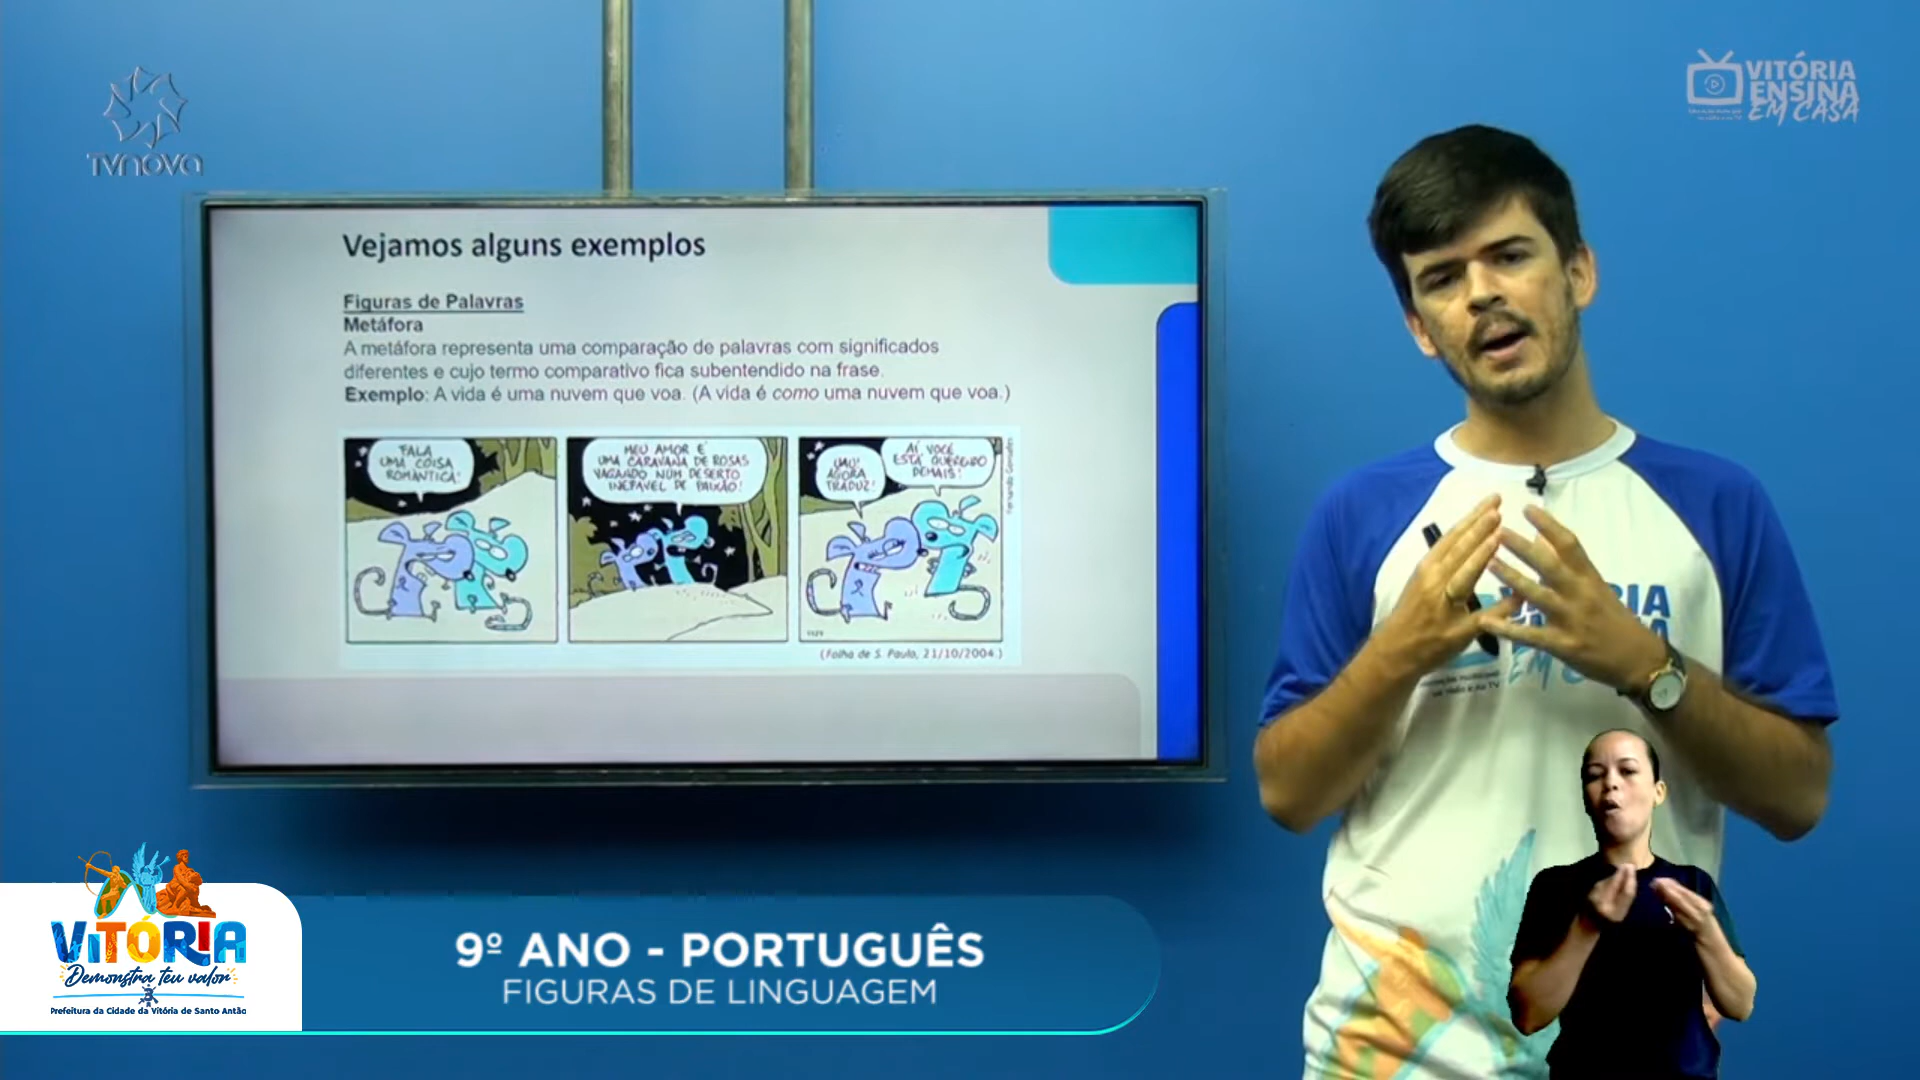 TVNOVA
VITÓRIA
ENSINA
EM CASA
Vejamos alguns exemplos
Figuras de Palavras
Metáfora
A metáfora representa uma comparação de palavras com significados
diferentes e cujo termo comparativo fica subentendido na frase.
Exemplo: A vida é uma nuvem que voa. (A vida é como uma nuvem que voa.)
FALA
UMA COISA
ROMÂNTICA!
MEU AMOR É
UMA CARAVANA DE ROSAS
VAGANDO NUM DESERTO
INEFÁVEL DE PAIXÃO!
UAU!
AGORA
TRADUZ!
AÍ VOCÊ
ESTÁ QUERENDO
DEMAIS!
Fernando Gonsales
(Folha de S. Paulo, 21/10/2004.)
VITÓRIA
Demonstra teu valor
Prefeitura da Cidade da Vitória de Santo Antão
9º ANO - PORTUGUÊS
FIGURAS DE LINGUAGEM